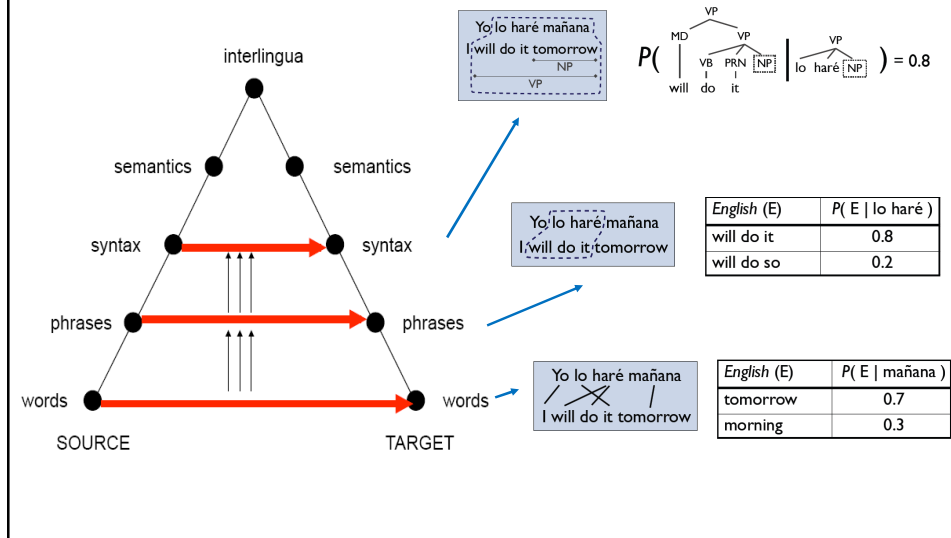 interlingua
semantics
semantics
syntax
syntax
phrases
phrases
words
words
SOURCE
TARGET
Yo lo haré mañana
I will do it tomorrow
NP
VP
VP
MD VP
P( VB PRN NP | lo haré NP ) = 0.8
VP
will do it
Yo lo haré mañana
I will do it tomorrow
English (E) P( E | lo haré )
will do it 0.8
will do so 0.2
Yo lo haré mañana
I will do it tomorrow
English (E) P( E | mañana )
tomorrow 0.7
morning 0.3